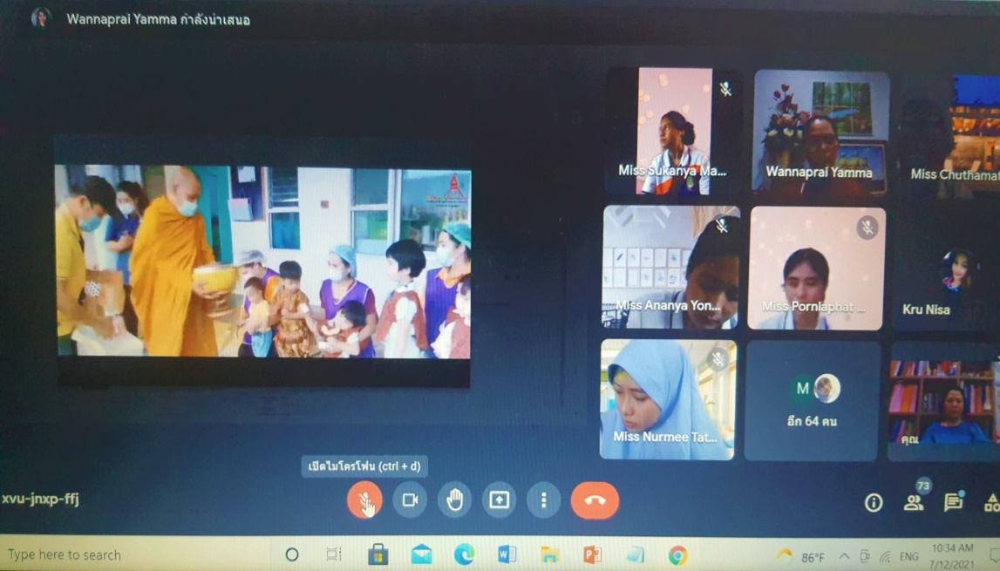 Wannaprai Yamma กำลังนำเสนอ
Miss Sukanya Ma...
Wannaprai Yamma
Miss Chuthamat
Miss Ananya Yon...
Miss Pornlaphat ...
Kru Nisa
Miss Nurmee Tat...
M
อีก 64 คน
คุณ
เปิดไมโครโฟน (ctrl + d)
xvu-jnxp-ffj
73
Type here to search
86°F
ENG
10:34 AM
7/12/2021